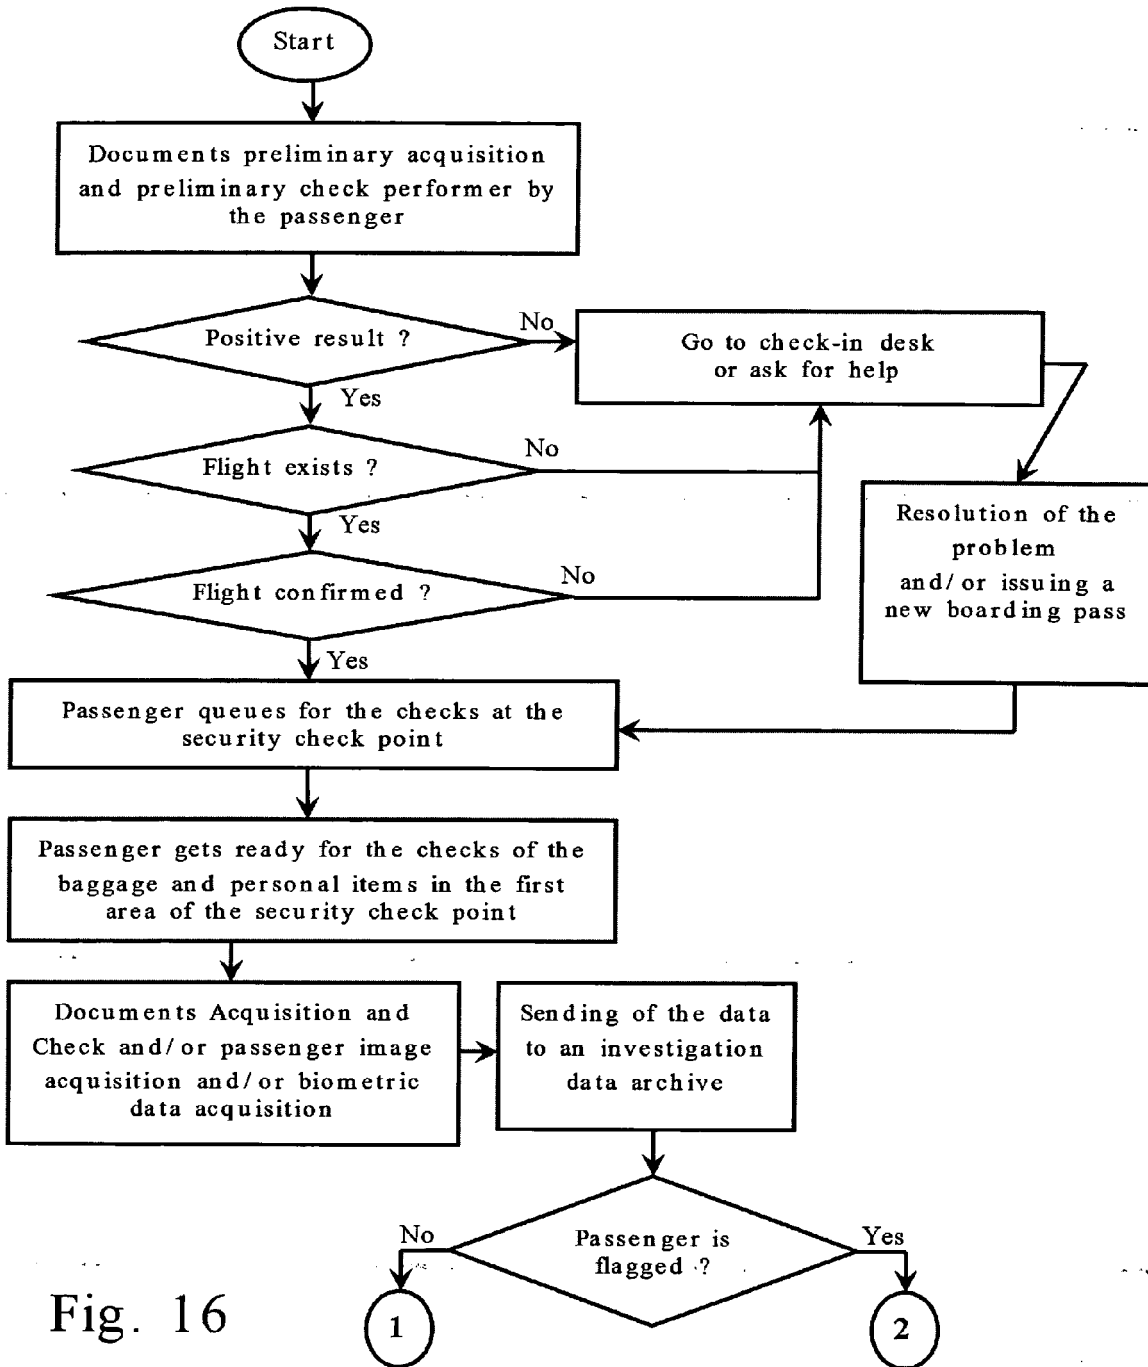 Start
Documents preliminary acquisition
and preliminary check performer by
the passenger
Positive result ?
No
Go to check-in desk
or ask for help
Yes
Flight exists ?
No
Yes
Resolution of the
problem
and/or issuing a
new boarding pass
Flight confirmed ?
No
Yes
Passenger queues for the checks at the
security check point
Passenger gets ready for the checks of the
baggage and personal items in the first
area of the security check point
Documents Acquisition and
Check and/or passenger image
acquisition and/or biometric
data acquisition
Sending of the data
to an investigation
data archive
No
Passenger is
flagged ?
Yes
1
2
Fig. 16